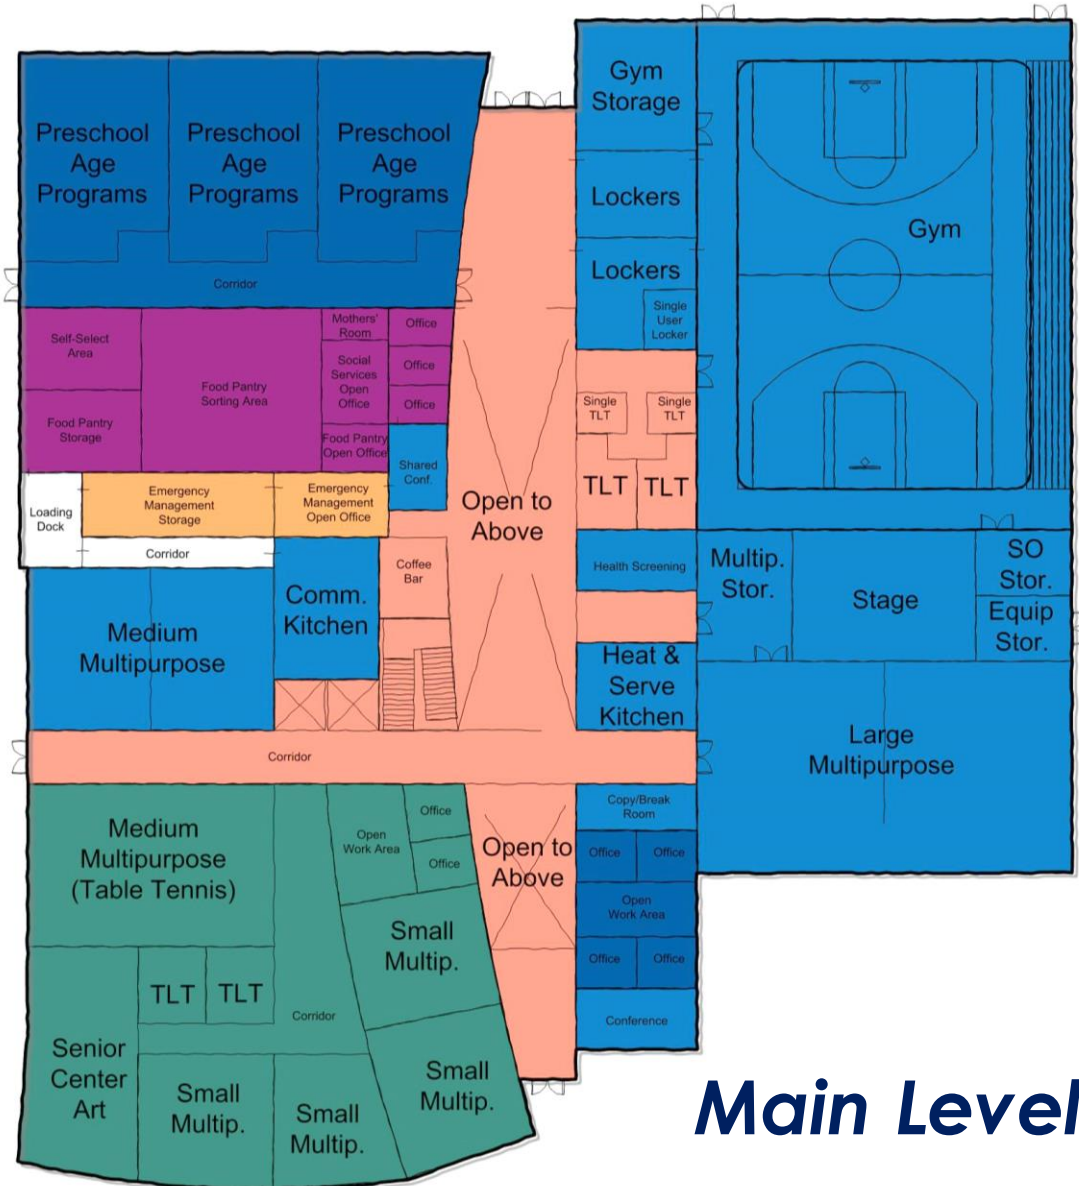 Gym
Storage
Preschool
Age
Programs
Preschool
Age
Programs
Preschool
Age
Programs
Lockers
Gym
Lockers
Corridor
Single
User
Locker
Self-Select
Area
Food Pantry
Sorting Area
Mothers'
Room
Office
Social
Services
Open
Office
Office
Office
Food Pantry
Storage
Food Pantry
Open Office
Shared
Conf.
Single
TLT
Single
TLT
TLT
TLT
Loading
Dock
Emergency
Management
Storage
Emergency
Management
Open Office
Open to
Above
Corridor
Coffee
Bar
Health Screening
Multip.
Stor.
Stage
SO
Stor.
Equip
Stor.
Medium
Multipurpose
Comm.
Kitchen
Heat &
Serve
Kitchen
Large
Multipurpose
Corridor
Medium
Multipurpose
(Table Tennis)
Open
Work Area
Office
Office
Open to
Above
Copy/Break
Room
Office
Office
Open
Work Area
Office
Office
Conference
Small
Multip.
TLT
TLT
Corridor
Senior
Center
Art
Small
Multip.
Small
Multip.
Small
Multip.
Main Level